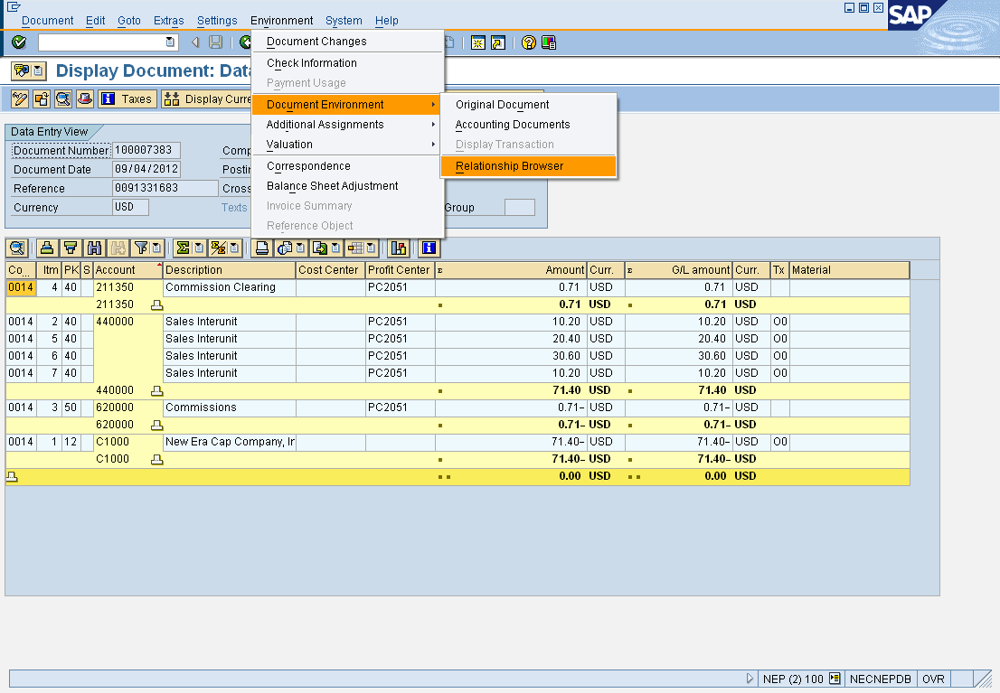 Document Edit Goto Extras Settings Environment System Help
SAP
Document Changes
Check Information
Payment Usage
Document Environment
Additional Assignments
Valuation
Correspondence
Balance Sheet Adjustment
Invoice Summary
Reference Object
Original Document
Accounting Documents
Display Transaction
Relationship Browser
Display Document: Data
Taxes Display Curre
Data Entry View
Document Number 100007383 Comp
Document Date 09/04/2012 Postin
Reference 0091331683 Cross
Currency USD Texts Group
Co... Itm PK S Account Description Cost Center Profit Center Σ Amount Curr. Σ G/L amount Curr. Tx Material
0014 4 40 211350 Commission Clearing PC2051 0.71 USD 0.71 USD
211350 0.71 USD 0.71 USD
0014 2 40 440000 Sales Interunit PC2051 10.20 USD 10.20 USD O0
0014 5 40 Sales Interunit PC2051 20.40 USD 20.40 USD O0
0014 6 40 Sales Interunit PC2051 30.60 USD 30.60 USD O0
0014 7 40 Sales Interunit PC2051 10.20 USD 10.20 USD O0
440000 71.40 USD 71.40 USD
0014 3 50 620000 Commissions PC2051 0.71- USD 0.71- USD
620000 0.71- USD 0.71- USD
0014 1 12 C1000 New Era Cap Company, In 71.40- USD 71.40- USD O0
C1000 71.40- USD 71.40- USD
0.00 USD 0.00 USD
NEP (2) 100 NECNEPDB OVR